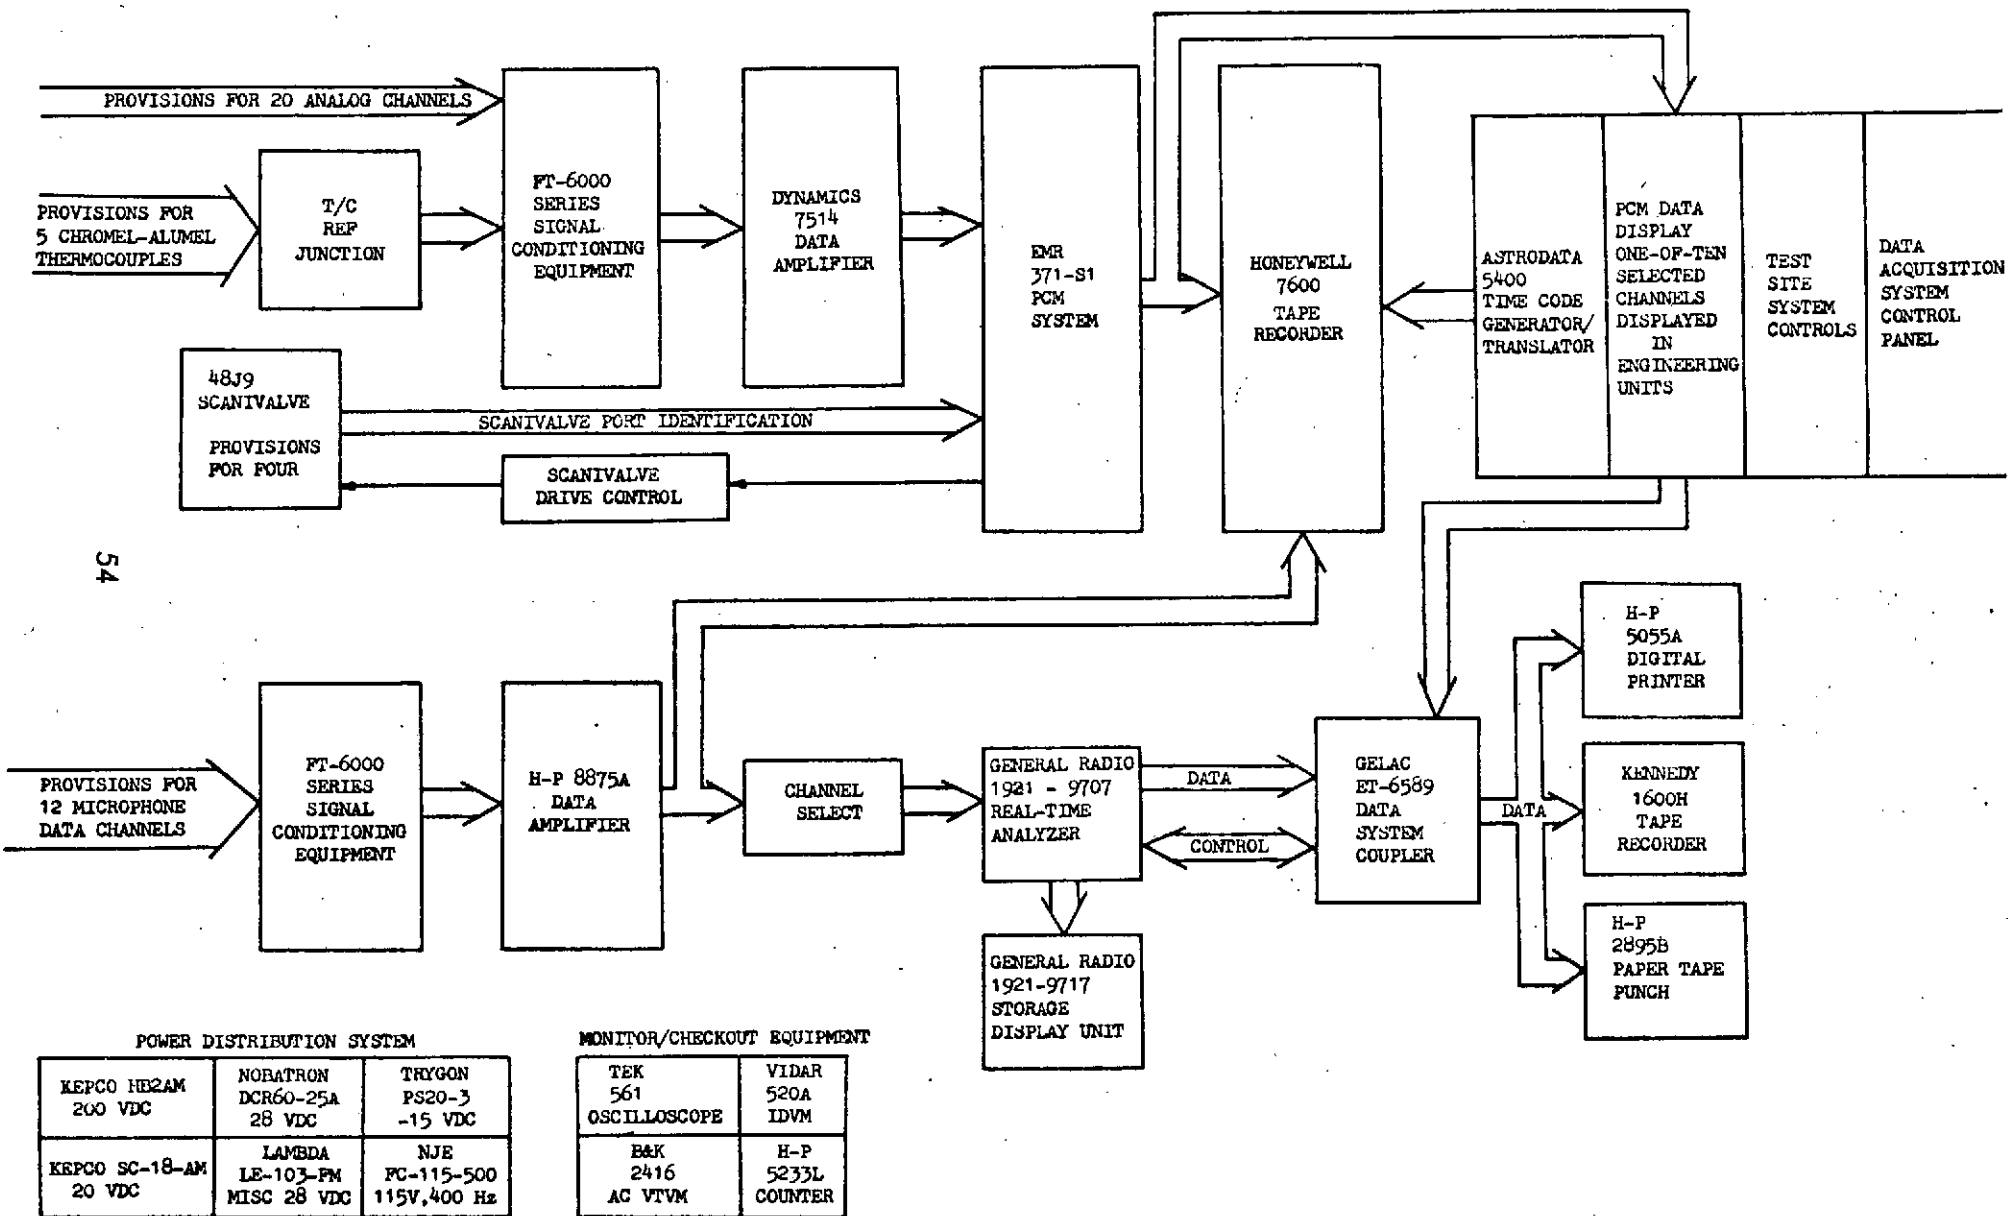 PROVISIONS FOR 20 ANALOG CHANNELS
PROVISIONS FOR
5 CHROMEL-ALUMEL
THERMOCOUPLES
T/C
REF
JUNCTION
FT-6000
SERIES
SIGNAL
CONDITIONING
EQUIPMENT
DYNAMICS
7514
DATA
AMPLIFIER
EMR
371-S1
PCM
SYSTEM
HONEYWELL
7600
TAPE
RECORDER
ASTRODATA
5400
TIME CODE
GENERATOR/
TRANSLATOR
PCM DATA
DISPLAY
ONE-OF-TEN
SELECTED
CHANNELS
DISPLAYED
IN
ENGINEERING
UNITS
TEST
SITE
SYSTEM
CONTROLS
DATA
ACQUISITION
SYSTEM
CONTROL
PANEL
48J9
SCANIVALVE
PROVISIONS
FOR FOUR
SCANIVALVE PORT IDENTIFICATION
SCANIVALVE
DRIVE CONTROL
54
PROVISIONS FOR
12 MICROPHONE
DATA CHANNELS
FT-6000
SERIES
SIGNAL
CONDITIONING
EQUIPMENT
H-P 8875A
DATA
AMPLIFIER
CHANNEL
SELECT
GENERAL RADIO
1921 - 9707
REAL-TIME
ANALYZER
DATA
CONTROL
GELAC
ET-6589
DATA
SYSTEM
COUPLER
DATA
H-P
5055A
DIGITAL
PRINTER
KENNEDY
1600H
TAPE
RECORDER
H-P
2895B
PAPER TAPE
PUNCH
GENERAL RADIO
1921-9717
STORAGE
DISPLAY UNIT
POWER DISTRIBUTION SYSTEM
KEPCO HB2AM
200 VDC
NOBATRON
DCR60-25A
28 VDC
TRYGON
PS20-3
-15 VDC
KEPCO SC-18-AM
20 VDC
LAMBDA
LE-103-FM
MISC 28 VDC
NJE
FC-115-500
115V,400 Hz
MONITOR/CHECKOUT EQUIPMENT
TEK
561
OSCILLOSCOPE
VIDAR
520A
IDVM
B&K
2416
AC VTVM
H-P
5233L
COUNTER